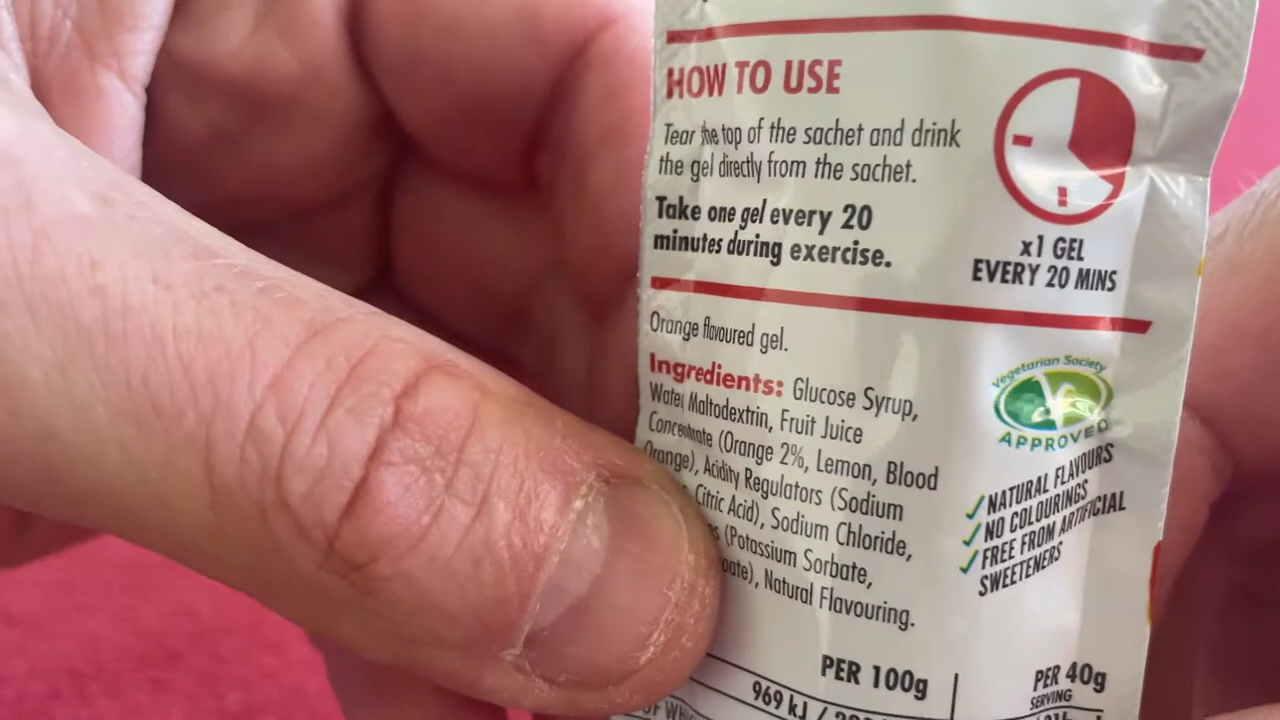 HOW TO USE
Tear the top of the sachet and drink
the gel directly from the sachet.
Take one gel every 20
minutes during exercise.
x1 GEL
EVERY 20 MINS
Orange flavoured gel.
Ingredients: Glucose Syrup,
Water, Maltodextrin, Fruit Juice
Concentrate (Orange 2%, Lemon, Blood
Orange), Acidity Regulators (Sodium
Citric Acid), Sodium Chloride,
(Potassium Sorbate,
Natural Flavouring.
Vegetarian Society
APPROVED
NATURAL FLAVOURS
NO COLOURINGS
FREE FROM ARTIFICIAL
SWEETENERS
PER 100g
PER 40g
SERVING
969 kJ /